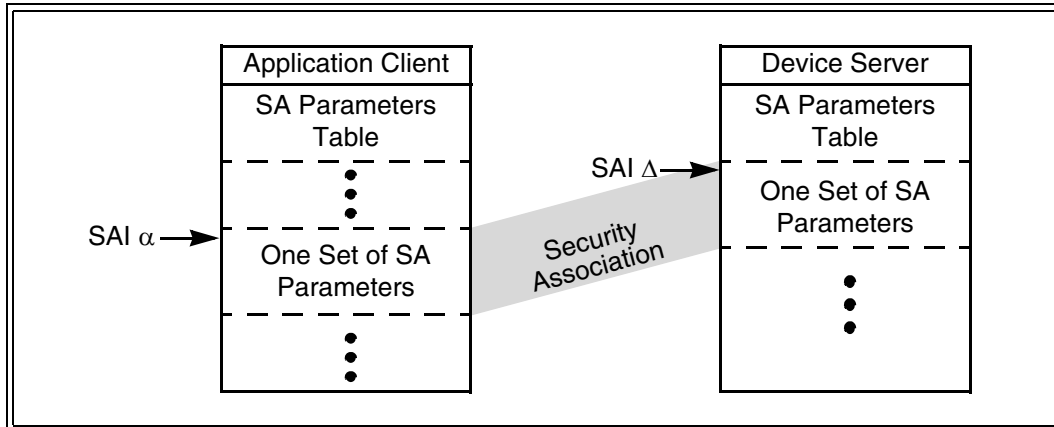 Application Client
SA Parameters
Table
SAI α
One Set of SA
Parameters
Security
Association
Device Server
SA Parameters
Table
SAI Δ
One Set of SA
Parameters